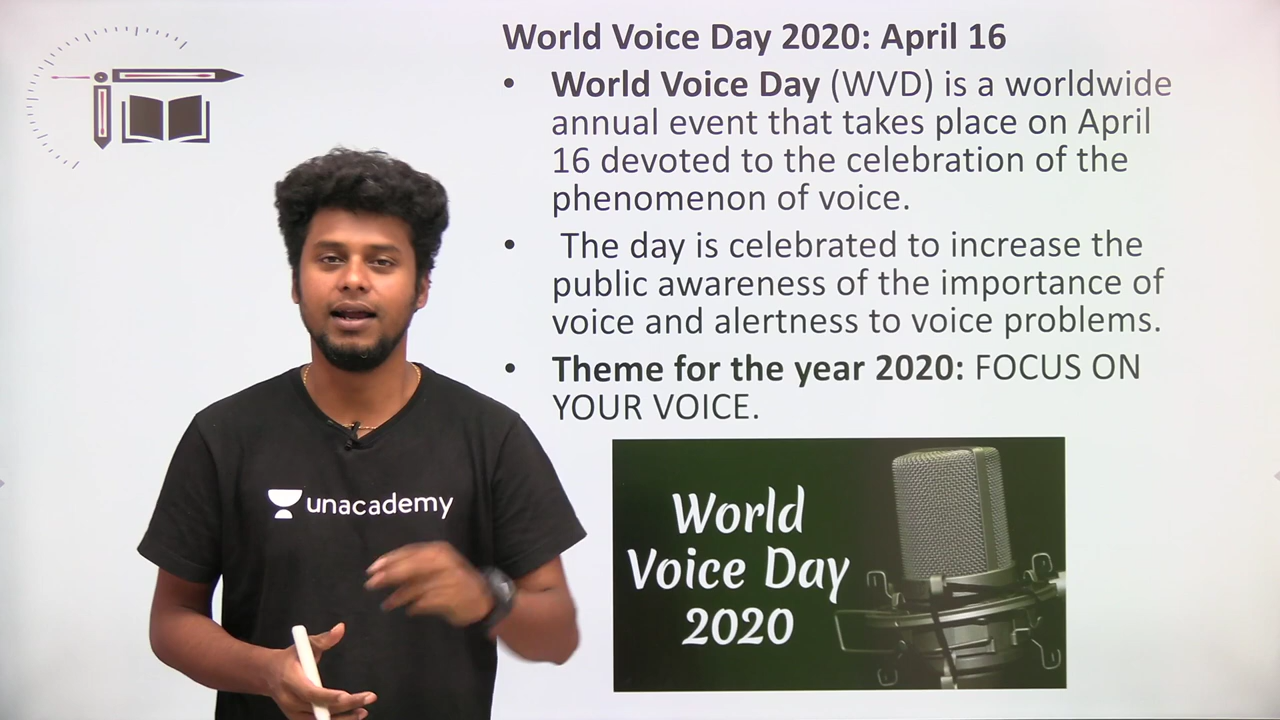 World Voice Day 2020: April 16
• World Voice Day (WVD) is a worldwide
annual event that takes place on April
16 devoted to the celebration of the
phenomenon of voice.
• The day is celebrated to increase the
public awareness of the importance of
voice and alertness to voice problems.
• Theme for the year 2020: FOCUS ON
YOUR VOICE.
unacademy
World
Voice Day
2020